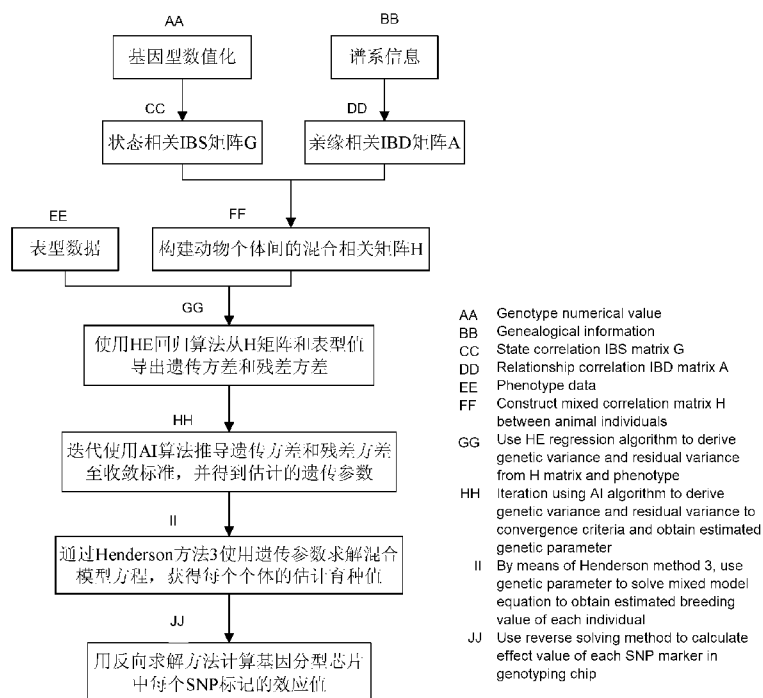 AA
BB
基因型数值化
谱系信息
CC
DD
状态相关IBS矩阵G
亲缘相关IBD矩阵A
EE
FF
表型数据
构建动物个体间的混合相关矩阵H
GG
使用HE回归算法从H矩阵和表型值
导出遗传方差和残差方差
HH
迭代使用AI算法推导遗传方差和残差方差
至收敛标准，并得到估计的遗传参数
II
通过Henderson方法3使用遗传参数求解混合
模型方程，获得每个个体的估计育种值
JJ
用反向求解方法计算基因分型芯片
中每个SNP标记的效应值
AA Genotype numerical value
BB Genealogical information
CC State correlation IBS matrix G
DD Relationship correlation IBD matrix A
EE Phenotype data
FF Construct mixed correlation matrix H
between animal individuals
GG Use HE regression algorithm to derive
genetic variance and residual variance
from H matrix and phenotype
HH Iteration using AI algorithm to derive
genetic variance and residual variance to
convergence criteria and obtain estimated
genetic parameter
II By means of Henderson method 3, use
genetic parameter to solve mixed model
equation to obtain estimated breeding
value of each individual
JJ Use reverse solving method to calculate
effect value of each SNP marker in
genotyping chip